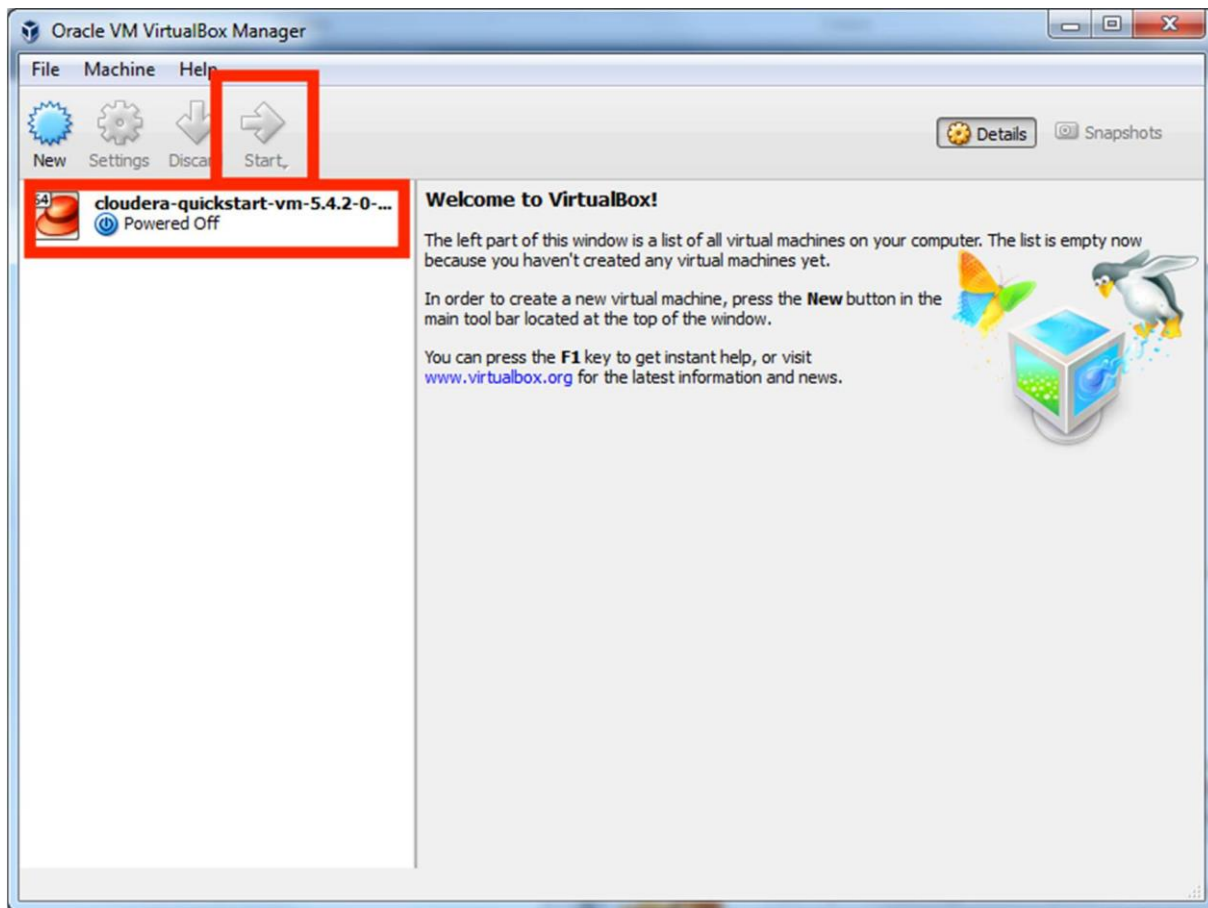 Oracle VM VirtualBox Manager
File Machine Help
New Settings Discar Start
Details Snapshots
64
cloudera-quickstart-vm-5.4.2-0-...
Powered Off
Welcome to VirtualBox!
The left part of this window is a list of all virtual machines on your computer. The list is empty now
because you haven't created any virtual machines yet.
In order to create a new virtual machine, press the New button in the
main tool bar located at the top of the window.
You can press the F1 key to get instant help, or visit
www.virtualbox.org for the latest information and news.